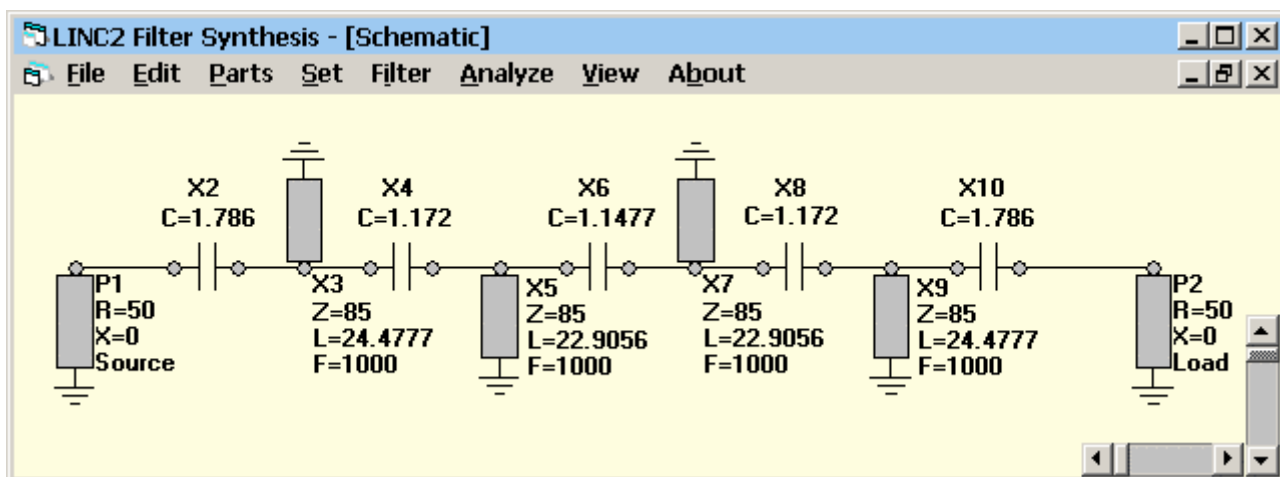 LINC2 Filter Synthesis - [Schematic]
File Edit Parts Set Filter Analyze View About
X2
C=1.786
X4
C=1.172
X6
C=1.1477
X8
C=1.172
X10
C=1.786
P1
R=50
X=0
Source
X3
Z=85
L=24.4777
F=1000
X5
Z=85
L=22.9056
F=1000
X7
Z=85
L=22.9056
F=1000
X9
Z=85
L=24.4777
F=1000
P2
R=50
X=0
Load